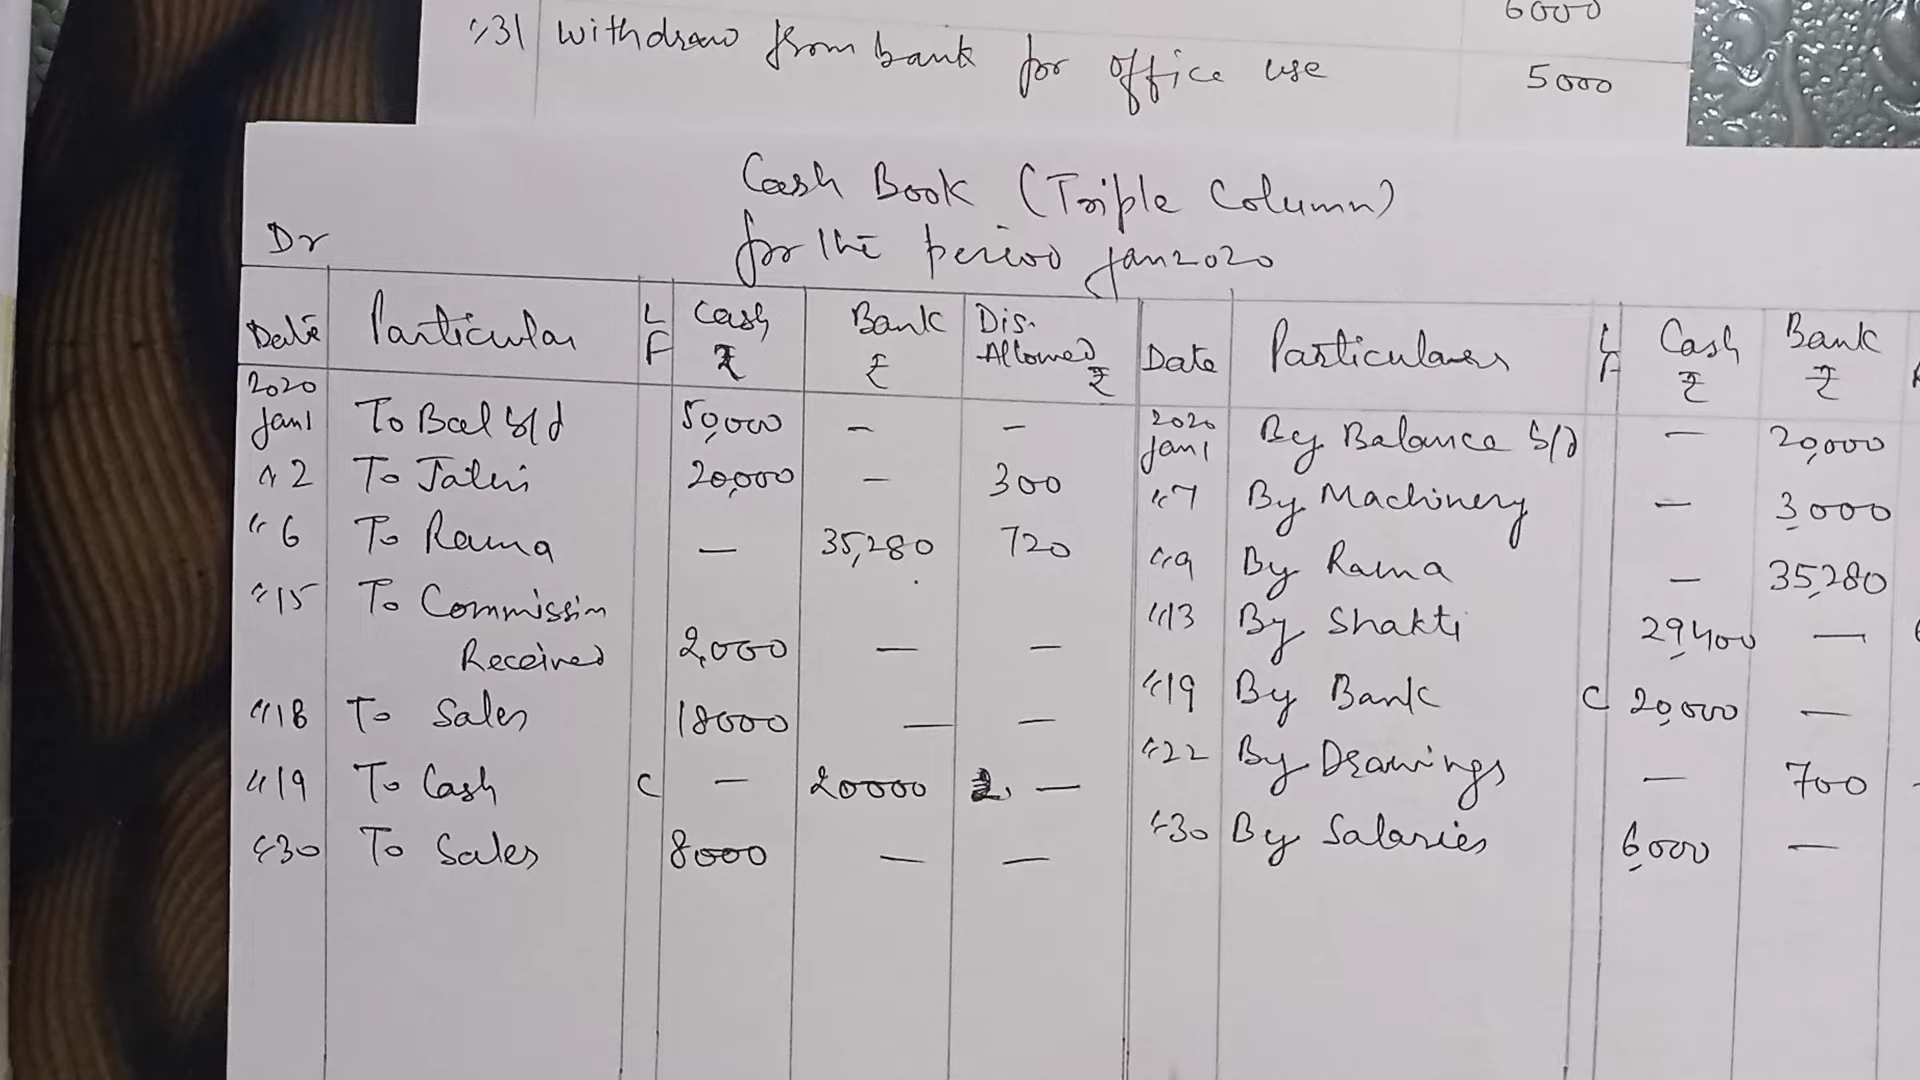 6000
"31 withdraw from bank for office use 5000
Cash Book (Triple Column)
Dr for the period Jan 2020
Date Particular LF Cash ₹ Bank ₹ Dis. Allowed ₹ Date Particulars LF Cash ₹ Bank ₹
2020 Jan 1 To Bal b/d 50,000 — — 2020 Jan 1 By Balance b/d — 20,000
"2 To Jatin 20,000 — 300 "7 By Machinery — 3,000
"6 To Rama — 35,280 720 "9 By Rama — 35,280
"15 To Commission Received 2,000 — — "13 By Shakti 29,400 —
"18 To Sales 18000 — — "19 By Bank C 20,000 —
"19 To Cash C — 20000 — "22 By Drawings — 700
"30 To Sales 8000 — — "30 By Salaries 6,000 —